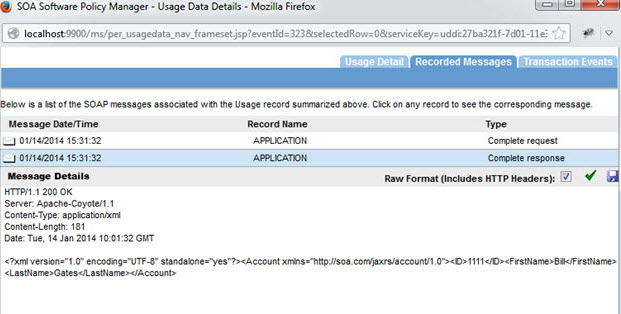 SOA Software Policy Manager - Usage Data Details - Mozilla Firefox
localhost:9900/ms/per_usagedata_nav_frameset.jsp?eventId=323&selectedRow=0&serviceKey=uddi:27ba321f-7d01-11e3
Usage Detail Recorded Messages Transaction Events
Below is a list of the SOAP messages associated with the Usage record summarized above. Click on any record to see the corresponding message.
Message Date/Time Record Name Type
01/14/2014 15:31:32 APPLICATION Complete request
01/14/2014 15:31:32 APPLICATION Complete response
Message Details Raw Format (Includes HTTP Headers):
HTTP/1.1 200 OK
Server: Apache-Coyote/1.1
Content-Type: application/xml
Content-Length: 181
Date: Tue, 14 Jan 2014 10:01:32 GMT
<?xml version="1.0" encoding="UTF-8" standalone="yes"?><Account xmlns="http://soa.com/jaxrs/account/1.0"><ID>1111</ID><FirstName>Bill</FirstName>
<LastName>Gates</LastName></Account>